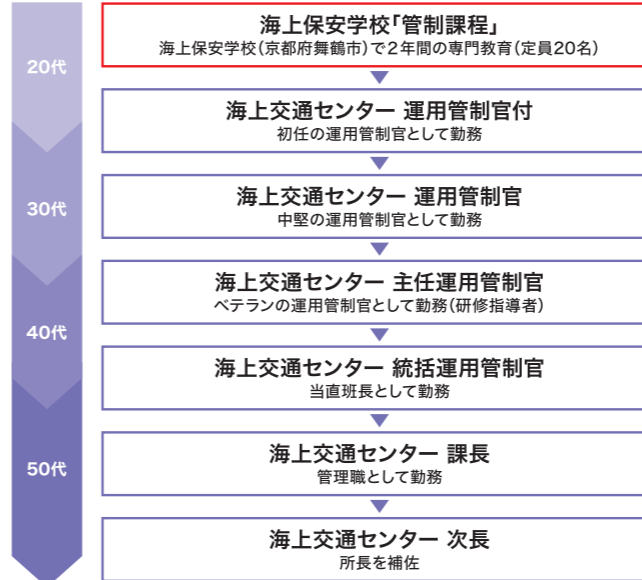 海上保安学校「管制課程」
海上保安学校(京都府舞鶴市)で2年間の専門教育(定員20名)
20代
海上交通センター 運用管制官付
初任の運用管制官として勤務
30代
海上交通センター 運用管制官
中堅の運用管制官として勤務
海上交通センター 主任運用管制官
ベテランの運用管制官として勤務(研修指導者)
40代
海上交通センター 統括運用管制官
当直班長として勤務
50代
海上交通センター 課長
管理職として勤務
海上交通センター 次長
所長を補佐